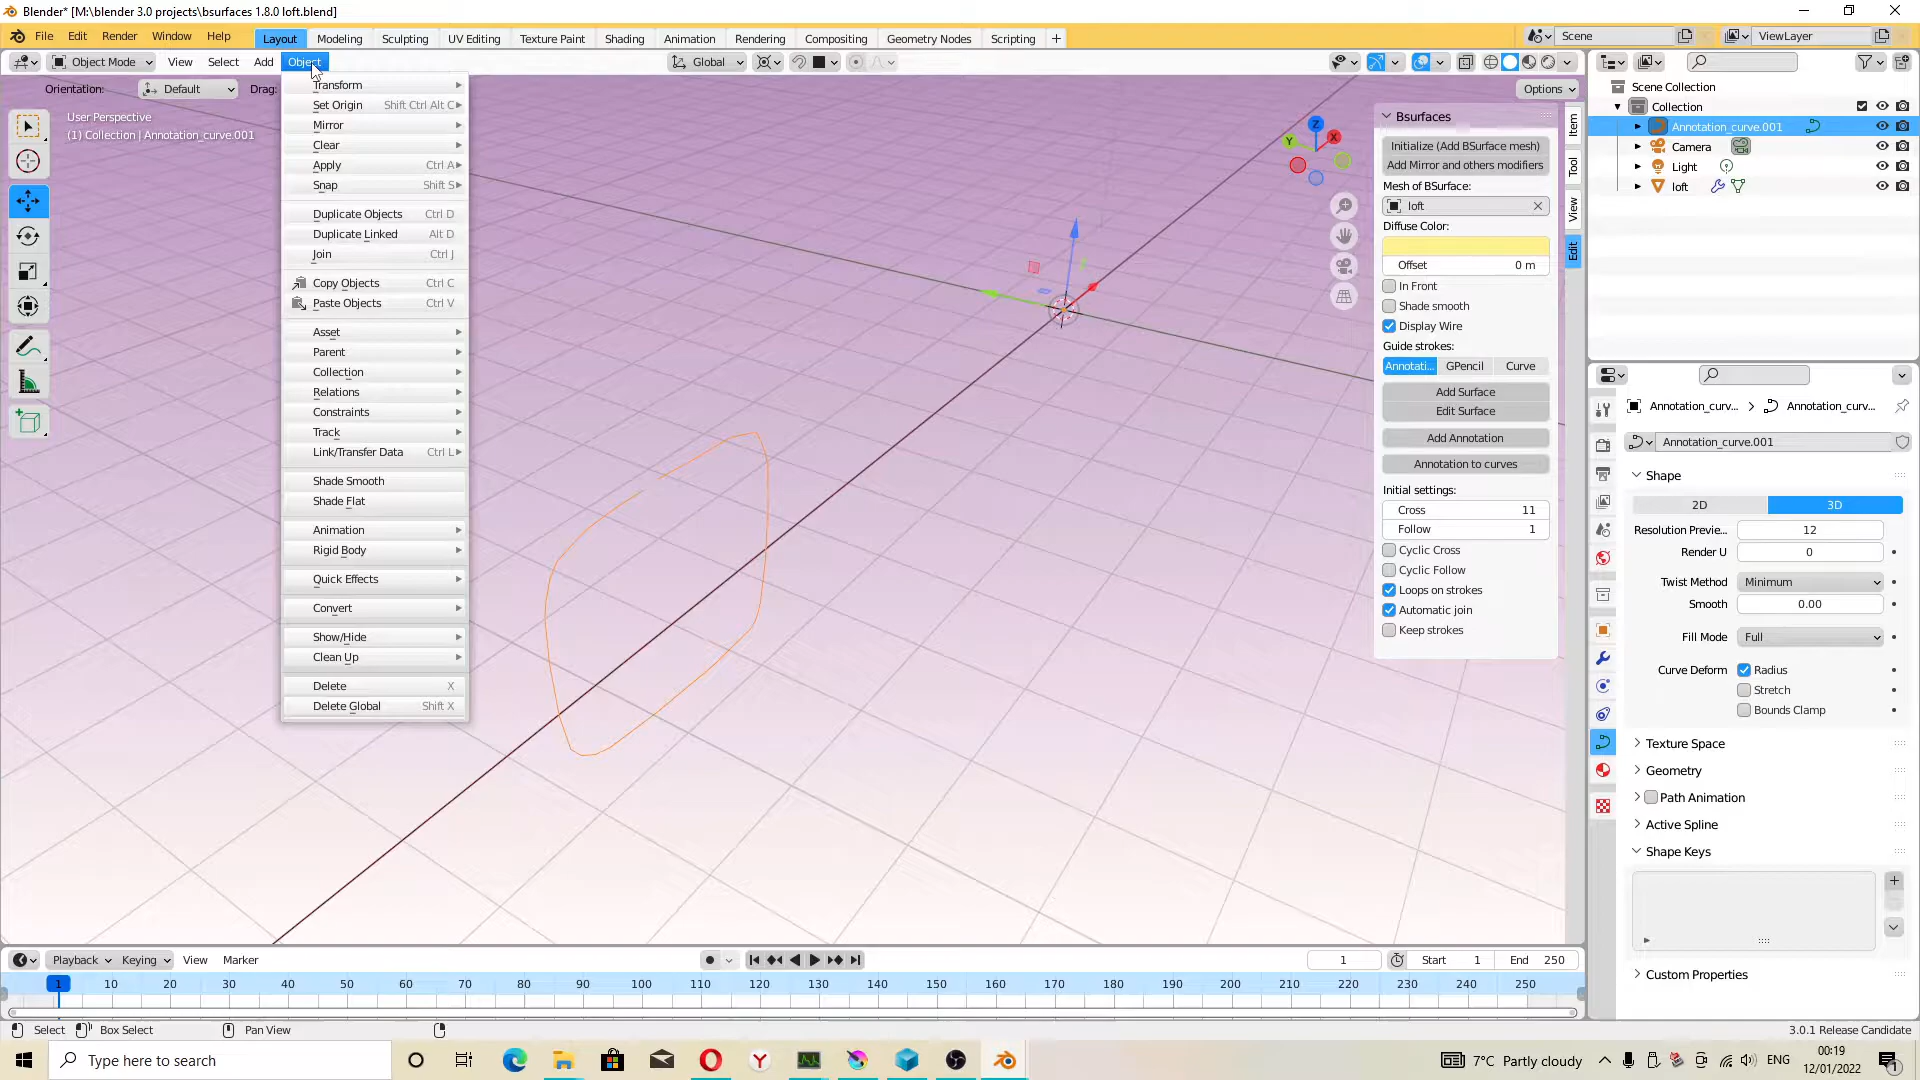 Blender* [M:\blender 3.0 projects\bsurfaces 1.8.0 loft.blend]
File Edit Render Window Help Layout Modeling Sculpting UV Editing Texture Paint Shading Animation Rendering Compositing Geometry Nodes Scripting + Scene ViewLayer
Object Mode View Select Add Object Global
Orientation: Default Drag: Options
User Perspective
(1) Collection | Annotation_curve.001
Transform
Set Origin Shift Ctrl Alt C
Mirror
Clear
Apply Ctrl A
Snap Shift S
Duplicate Objects Ctrl D
Duplicate Linked Alt D
Join Ctrl J
Copy Objects Ctrl C
Paste Objects Ctrl V
Asset
Parent
Collection
Relations
Constraints
Track
Link/Transfer Data Ctrl L
Shade Smooth
Shade Flat
Animation
Rigid Body
Quick Effects
Convert
Show/Hide
Clean Up
Delete X
Delete Global Shift X
Z
Y
X
Bsurfaces
Initialize (Add BSurface mesh)
Add Mirror and others modifiers
Mesh of BSurface:
loft
Diffuse Color:
Offset 0 m
In Front
Shade smooth
Display Wire
Guide strokes:
Annotati... GPencil Curve
Add Surface
Edit Surface
Add Annotation
Annotation to curves
Initial settings:
Cross 11
Follow 1
Cyclic Cross
Cyclic Follow
Loops on strokes
Automatic join
Keep strokes
Item
Tool
View
Edit
Scene Collection
Collection
Annotation_curve.001
Camera
Light
loft
Annotation_curv... Annotation_curv...
Annotation_curve.001
Shape
2D 3D
Resolution Previe... 12
Render U 0
Twist Method Minimum
Smooth 0.00
Fill Mode Full
Curve Deform Radius
Stretch
Bounds Clamp
Texture Space
Geometry
Path Animation
Active Spline
Shape Keys
Custom Properties
Playback Keying View Marker 1 Start 1 End 250
1 10 20 30 40 50 60 70 80 90 100 110 120 130 140 150 160 170 180 190 200 210 220 230 240 250
Select Box Select Pan View 3.0.1 Release Candidate
Type here to search 7°C Partly cloudy ENG 00:19
12/01/2022